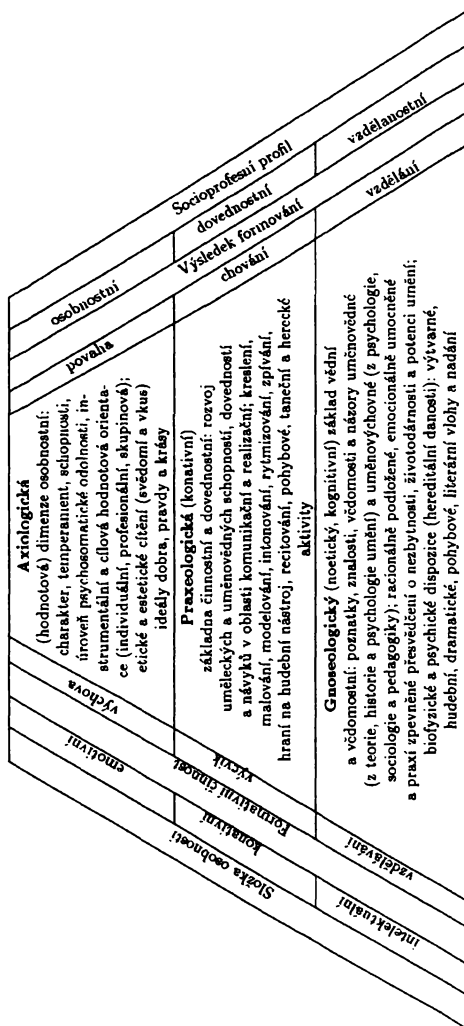 Axiologická
(hodnotová) dimenze osobnostní:
charakter, temperament, schopnosti,
úroveň psychosomatické odolnosti, in-
strumentální a cílová hodnotová orienta-
ce (individuální, profesionální, skupinová);
etické a estetické cítění (svědomí a vkus)
ideály dobra, pravdy a krásy
Praxeologická (konativní)
základna činnostní a dovednostní: rozvoj
uměleckých a uměnovědných schopností, dovedností
a návyků v oblasti komunikační a realizační; kreslení,
malování, modelování, intonování, rytmizování, zpívání,
hraní na hudební nástroj, recitování, pohybové, taneční a herecké
aktivity
Gnoseologický (noetický, kognitivní) základ vědní
a vědomostní: poznatky, znalosti, vědomosti a názory uměnovědné
(z teorie, historie a psychologie umění) a uměnovýchovné (z psychologie,
sociologie a pedagogiky); racionálně podložené, emocionálně umocněné
a praxí zpevněné přesvědčení o nezbytnosti, životodárnosti a potenci umění;
biofyzické a psychické dispozice (hereditální danosti): výtvarné,
hudební, dramatické, pohybové, literární vlohy a nadání
Složka osobnosti
emotivní
konativní
intelektuální
Formativní činnost
výchova
výcvik
vzdělávání
povaha
chování
vzdělání
Výsledek formování
osobnostní
dovednostní
vzdělanostní
Socioprofesní profil